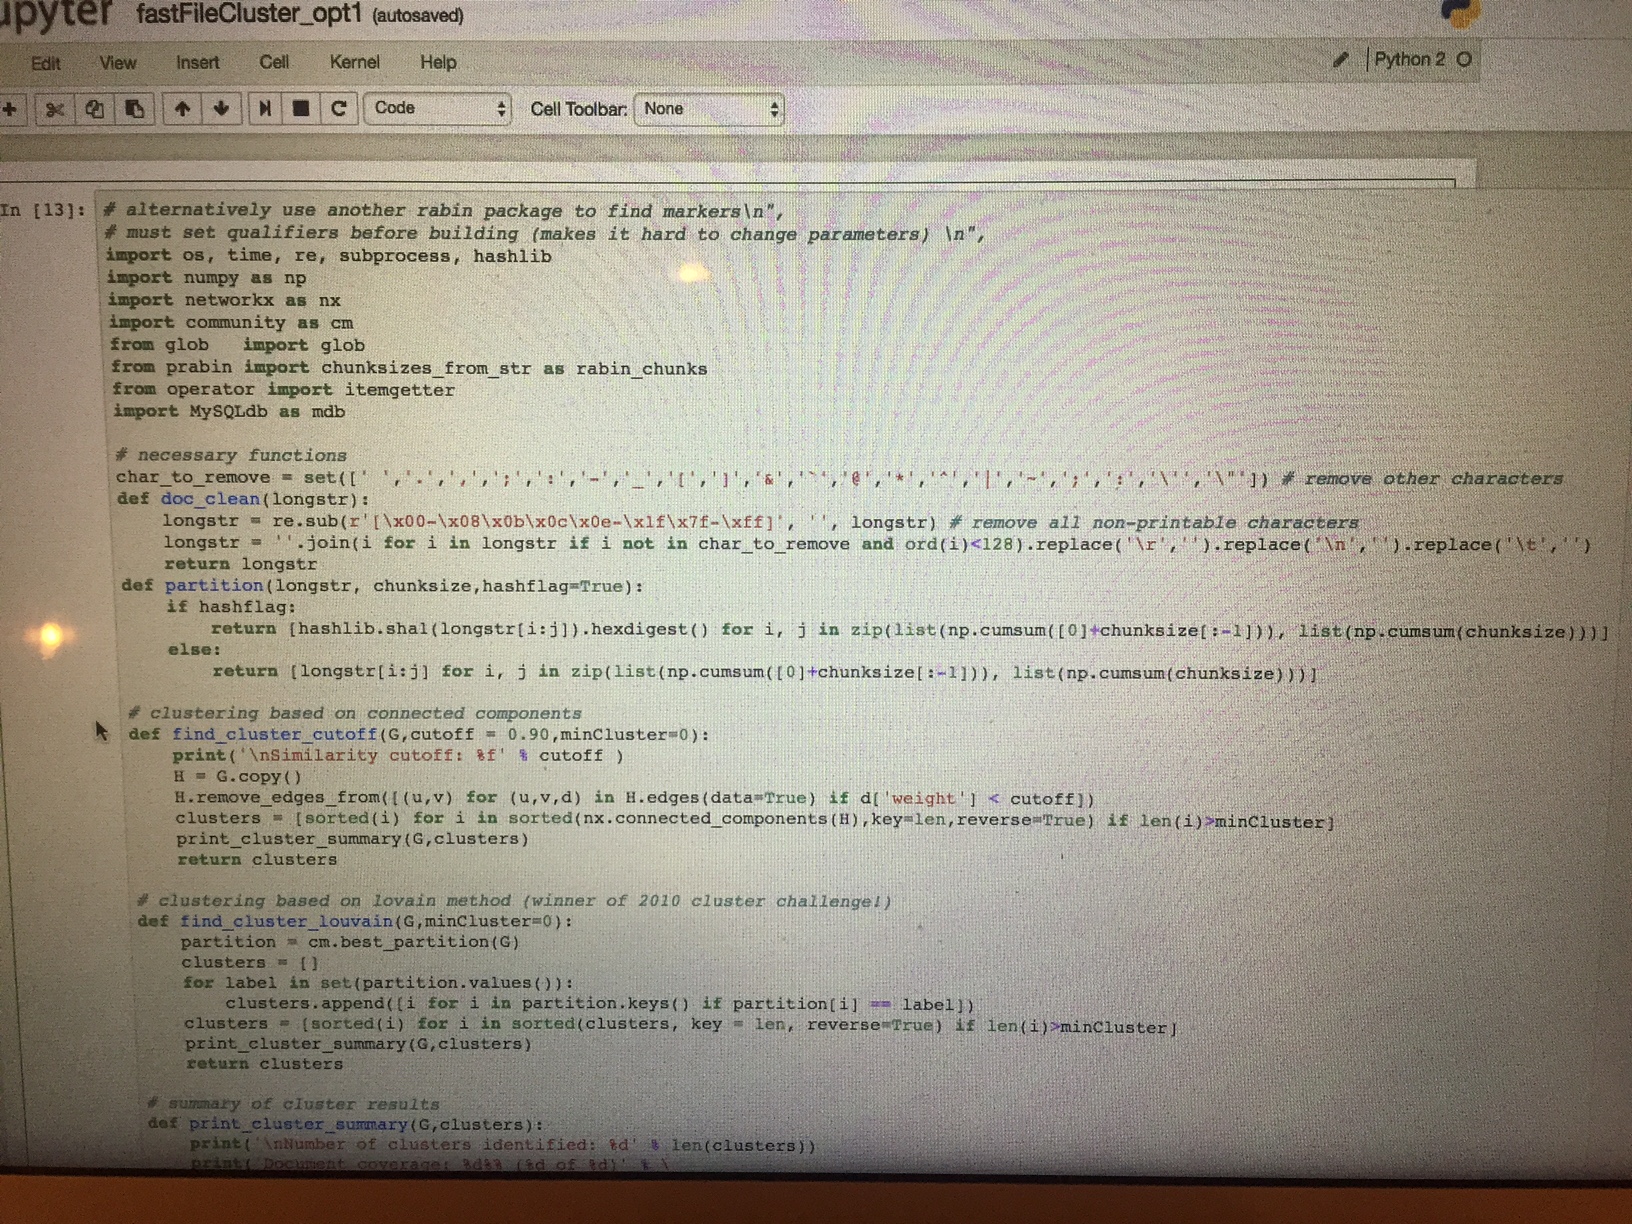 upyter fastFileCluster_opt1 (autosaved)
Edit View Insert Cell Kernel Help Python 2
Code Cell Toolbar: None
In [13]: # alternatively use another rabin package to find markers\n",
# must set qualifiers before building (makes it hard to change parameters) \n",
import os, time, re, subprocess, hashlib
import numpy as np
import networkx as nx
import community as cm
from glob   import glob
from prabin import chunksizes_from_str as rabin_chunks
from operator import itemgetter
import MySQLdb as mdb
# necessary functions
char_to_remove = set([' ','.',',',';',':','-','_','[',']','&','`','@','*','^','|','~',';',':','\'','\"']) # remove other characters
def doc_clean(longstr):
    longstr = re.sub(r'[\x00-\x08\x0b\x0c\x0e-\x1f\x7f-\xff]', '', longstr) # remove all non-printable characters
    longstr = ''.join(i for i in longstr if i not in char_to_remove and ord(i)<128).replace('\r','').replace('\n','').replace('\t','')
    return longstr
def partition(longstr, chunksize,hashflag=True):
    if hashflag:
        return [hashlib.sha1(longstr[i:j]).hexdigest() for i, j in zip(list(np.cumsum([0]+chunksize[:-1])), list(np.cumsum(chunksize)))]
    else:
        return [longstr[i:j] for i, j in zip(list(np.cumsum([0]+chunksize[:-1])), list(np.cumsum(chunksize)))]
# clustering based on connected components
def find_cluster_cutoff(G,cutoff = 0.90,minCluster=0):
    print('\nSimilarity cutoff: %f' % cutoff )
    H = G.copy()
    H.remove_edges_from([(u,v) for (u,v,d) in H.edges(data=True) if d['weight'] < cutoff])
    clusters = [sorted(i) for i in sorted(nx.connected_components(H),key=len,reverse=True) if len(i)>minCluster]
    print_cluster_summary(G,clusters)
    return clusters
# clustering based on lovain method (winner of 2010 cluster challenge!)
def find_cluster_louvain(G,minCluster=0):
    partition = cm.best_partition(G)
    clusters = []
    for label in set(partition.values()):
        clusters.append([i for i in partition.keys() if partition[i] == label])
    clusters = [sorted(i) for i in sorted(clusters, key = len, reverse=True) if len(i)>minCluster]
    print_cluster_summary(G,clusters)
    return clusters
# summary of cluster results
def print_cluster_summary(G,clusters):
    print('\nNumber of clusters identified: %d' % len(clusters))
    print('Document coverage: %d%% (%d of %d)' % \